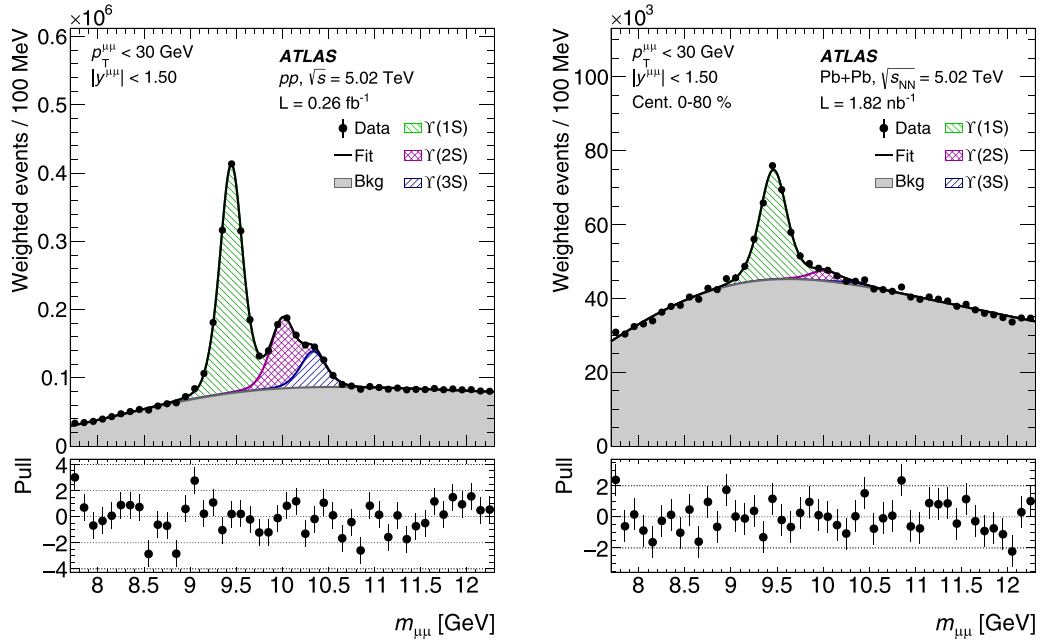 ×10⁶
0.6
0.5
0.4
0.3
0.2
0.1
0
Weighted events / 100 MeV
p_T^μμ < 30 GeV
|y^μμ| < 1.50
ATLAS
pp, √s = 5.02 TeV
L = 0.26 fb⁻¹
Data ϒ(1S)
Fit ϒ(2S)
Bkg ϒ(3S)
Pull
4
2
0
−2
−4
8 8.5 9 9.5 10 10.5 11 11.5 12
m_μμ [GeV]
×10³
100
80
60
40
20
0
Weighted events / 100 MeV
p_T^μμ < 30 GeV
|y^μμ| < 1.50
Cent. 0-80 %
ATLAS
Pb+Pb, √s_NN = 5.02 TeV
L = 1.82 nb⁻¹
Data ϒ(1S)
Fit ϒ(2S)
Bkg ϒ(3S)
Pull
2
0
−2
8 8.5 9 9.5 10 10.5 11 11.5 12
m_μμ [GeV]